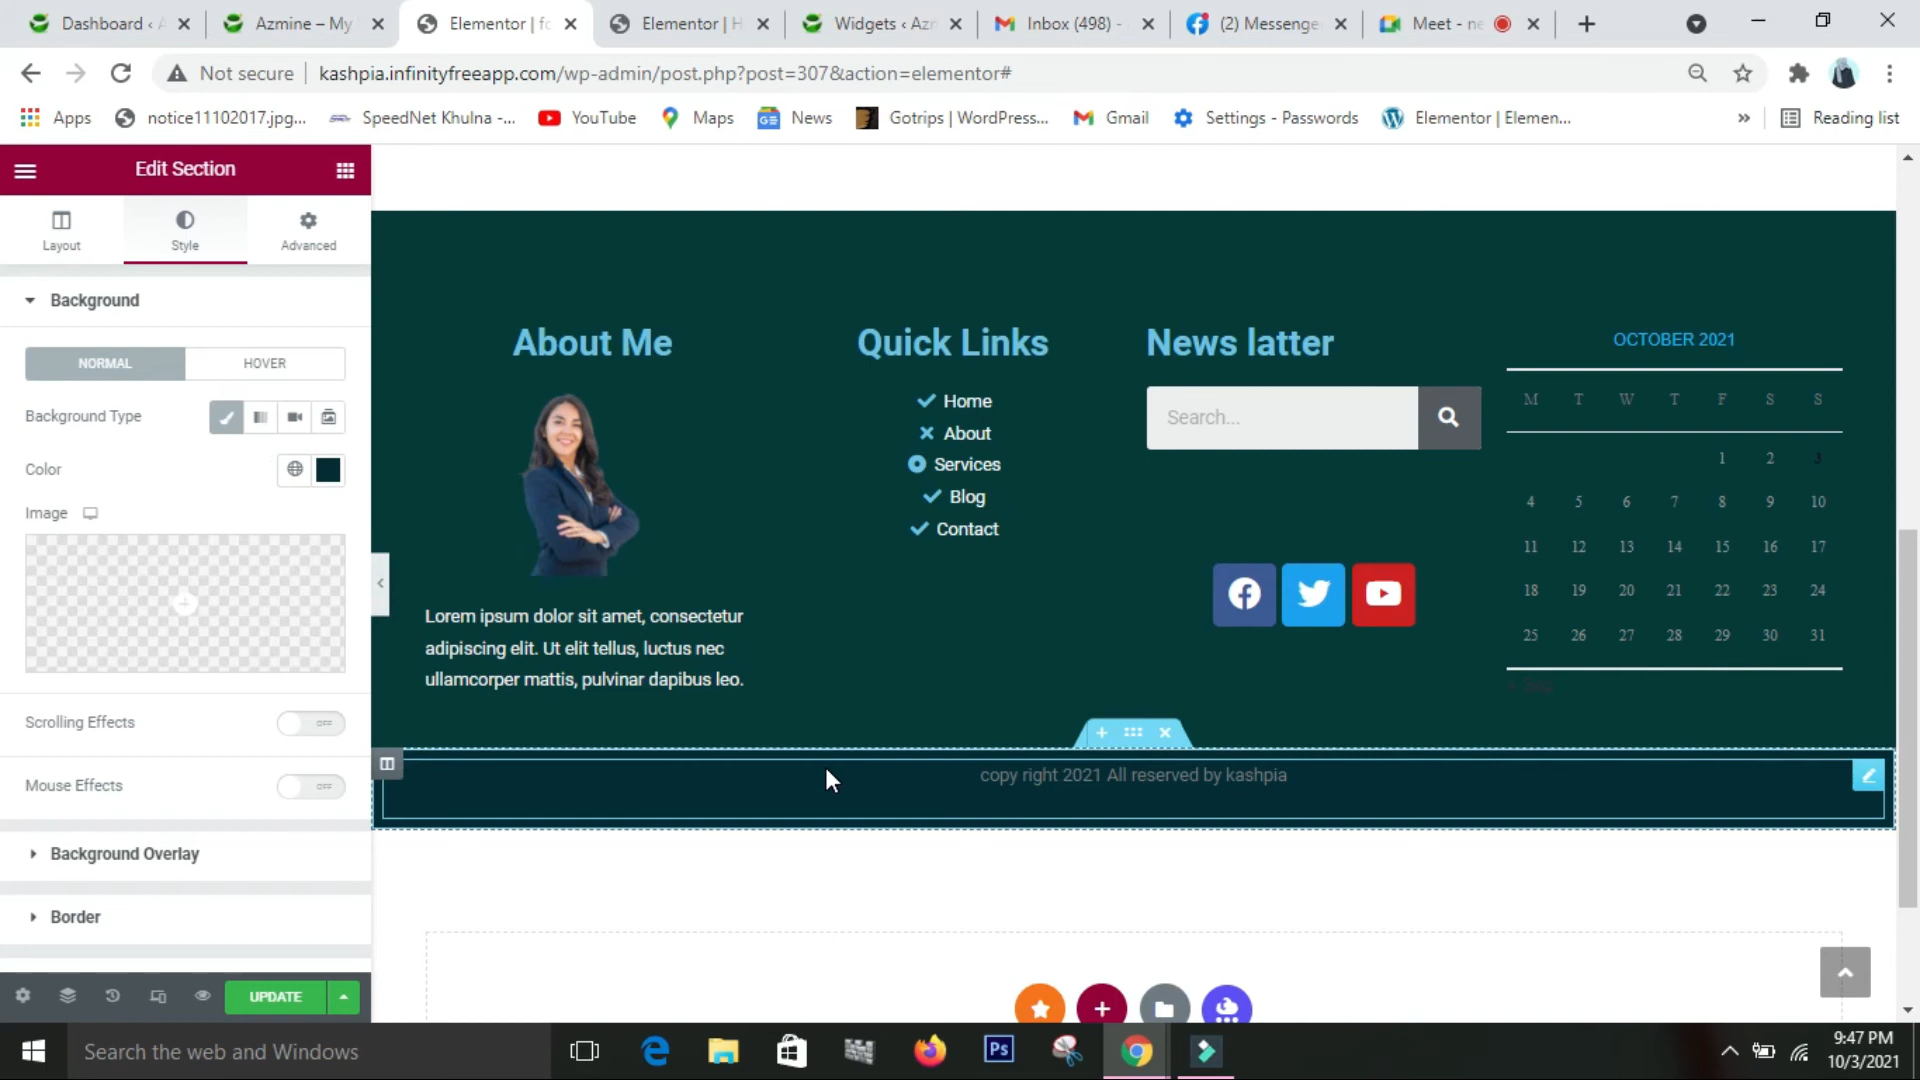 Dashboard ‹ A
Azmine – My
Elementor | fo
Elementor | H
Widgets ‹ Azm
Inbox (498) -
(2) Messenge
Meet - ne
Not secure
kashpia.infinityfreeapp.com/wp-admin/post.php?post=307&action=elementor#
Apps
notice11102017.jpg...
SpeedNet Khulna -...
YouTube
Maps
News
Gotrips | WordPress...
Gmail
Settings - Passwords
Elementor | Elemen...
»
Reading list
Edit Section
Layout
Style
Advanced
Background
NORMAL
HOVER
Background Type
Color
Image
Scrolling Effects
OFF
Mouse Effects
OFF
Background Overlay
Border
UPDATE
About Me
Lorem ipsum dolor sit amet, consectetur
adipiscing elit. Ut elit tellus, luctus nec
ullamcorper mattis, pulvinar dapibus leo.
Quick Links
Home
About
Services
Blog
Contact
News latter
Search...
OCTOBER 2021
M T W T F S S
1 2 3
4 5 6 7 8 9 10
11 12 13 14 15 16 17
18 19 20 21 22 23 24
25 26 27 28 29 30 31
copy right 2021 All reserved by kashpia
Search the web and Windows
Ps
9:47 PM
10/3/2021